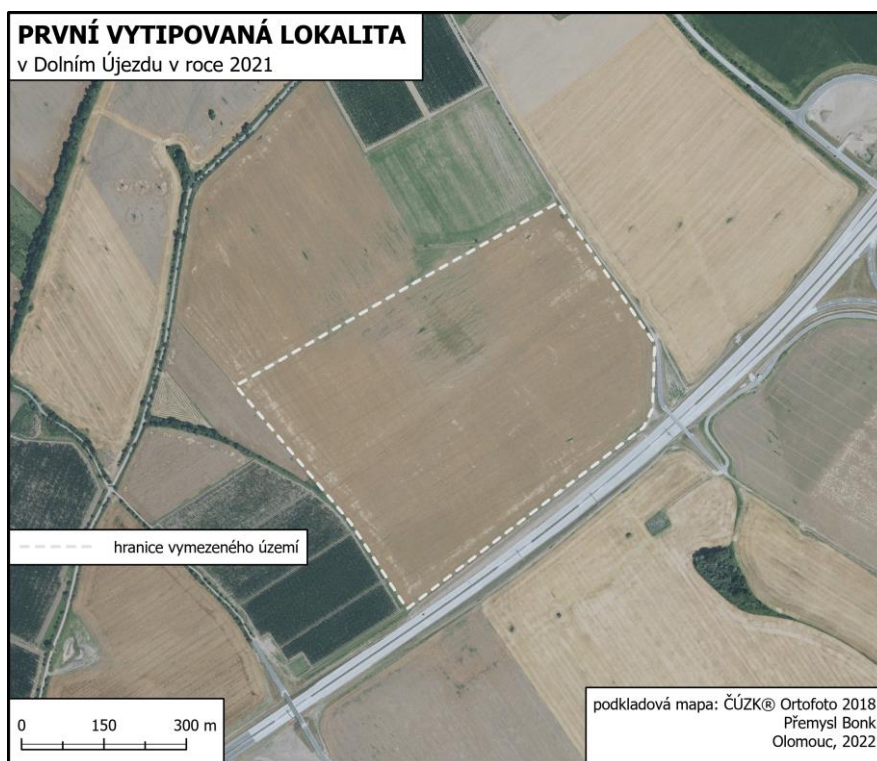 PRVNÍ VYTIPOVANÁ LOKALITA
v Dolním Újezdu v roce 2021
hranice vymezeného území
0 150 300 m
podkladová mapa: ČÚZK® Ortofoto 2018
Přemysl Bonk
Olomouc, 2022